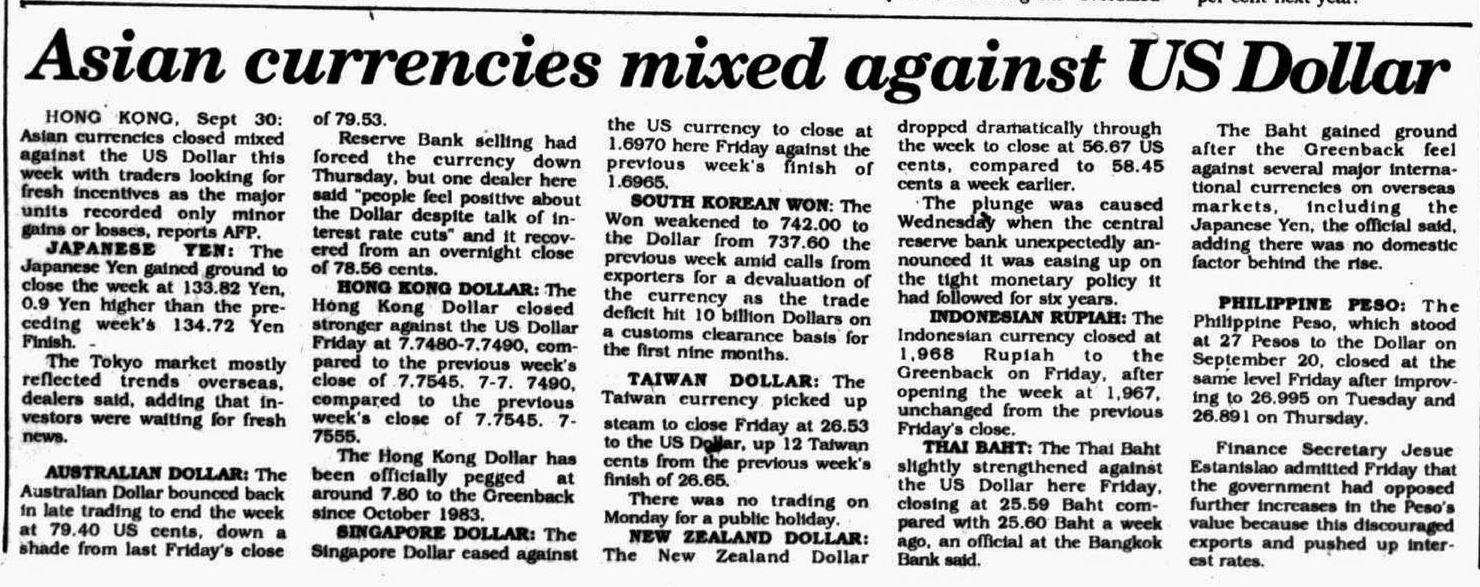 Asian currencies mixed against US Dollar
HONG KONG, Sept 30:
Asian currencies closed mixed
against the US Dollar this
week with traders looking for
fresh incentives as the major
units recorded only minor
gains or losses, reports AFP.
JAPANESE YEN: The
Japanese Yen gained ground to
close the week at 133.82 Yen,
0.9 Yen higher than the pre-
ceding week's 134.72 Yen
Finish. -
The Tokyo market mostly
reflected trends overseas,
dealers said, adding that in-
vestors were waiting for fresh
news.
AUSTRALIAN DOLLAR: The
Australian Dollar bounced back
in late trading to end the week
at 79.40 US cents, down a
shade from last Friday's close
of 79.53.
Reserve Bank selling had
forced the currency down
Thursday, but one dealer here
said "people feel positive about
the Dollar despite talk of in-
terest rate cuts" and it recov-
ered from an overnight close
of 78.56 cents.
HONG KONG DOLLAR: The
Hong Kong Dollar closed
stronger against the US Dollar
Friday at 7.7480-7.7490, com-
pared to the previous week's
close of 7.7545. 7-7. 7490,
compared to the previous
week's close of 7.7545. 7-
7555.
The Hong Kong Dollar has
been officially pegged at
around 7.80 to the Greenback
since October 1983.
SINGAPORE DOLLAR: The
Singapore Dollar eased against
the US currency to close at
1.6970 here Friday against the
previous week's finish of
1.6965.
SOUTH KOREAN WON: The
Won weakened to 742.00 to
the Dollar from 737.60 the
previous week amid calls from
exporters for a devaluation of
the currency as the trade
deficit hit 10 billion Dollars on
a customs clearance basis for
the first nine months.
TAIWAN DOLLAR: The
Taiwan currency picked up
steam to close Friday at 26.53
to the US Dollar, up 12 Taiwan
cents from the previous week's
finish of 26.65.
There was no trading on
Monday for a public holiday.
NEW ZEALAND DOLLAR:
The New Zealand Dollar
dropped dramatically through
the week to close at 56.67 US
cents, compared to 58.45
cents a week earlier.
The plunge was caused
Wednesday when the central
reserve bank unexpectedly an-
nounced it was easing up on
the tight monetary policy it
had followed for six years.
INDONESIAN RUPIAH: The
Indonesian currency closed at
1,968 Rupiah to the
Greenback on Friday, after
opening the week at 1,967,
unchanged from the previous
Friday's close.
THAI BAHT: The Thai Baht
slightly strengthened against
the US Dollar here Friday,
closing at 25.59 Baht com-
pared with 25.60 Baht a week
ago, an official at the Bangkok
Bank said.
The Baht gained ground
after the Greenback feel
against several major interna-
tional currencies on overseas
markets, including the
Japanese Yen, the official said,
adding there was no domestic
factor behind the rise.
PHILIPPINE PESO: The
Philippine Peso, which stood
at 27 Pesos to the Dollar on
September 20, closed at the
same level Friday after improv-
ing to 26.995 on Tuesday and
26.891 on Thursday.
Finance Secretary Jesue
Estanislao admitted Friday that
the government had opposed
further increases in the Peso's
value because this discouraged
exports and pushed up inter-
est rates.